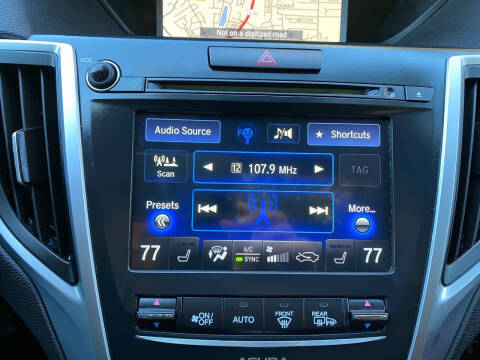 Not on a digitized road
VOL
Audio Source
★ Shortcuts
Scan
12 107.9 MHz
TAG
Presets
More...
77
A/C
SYNC
77
ON/OFF
AUTO
FRONT
REAR
ACURA